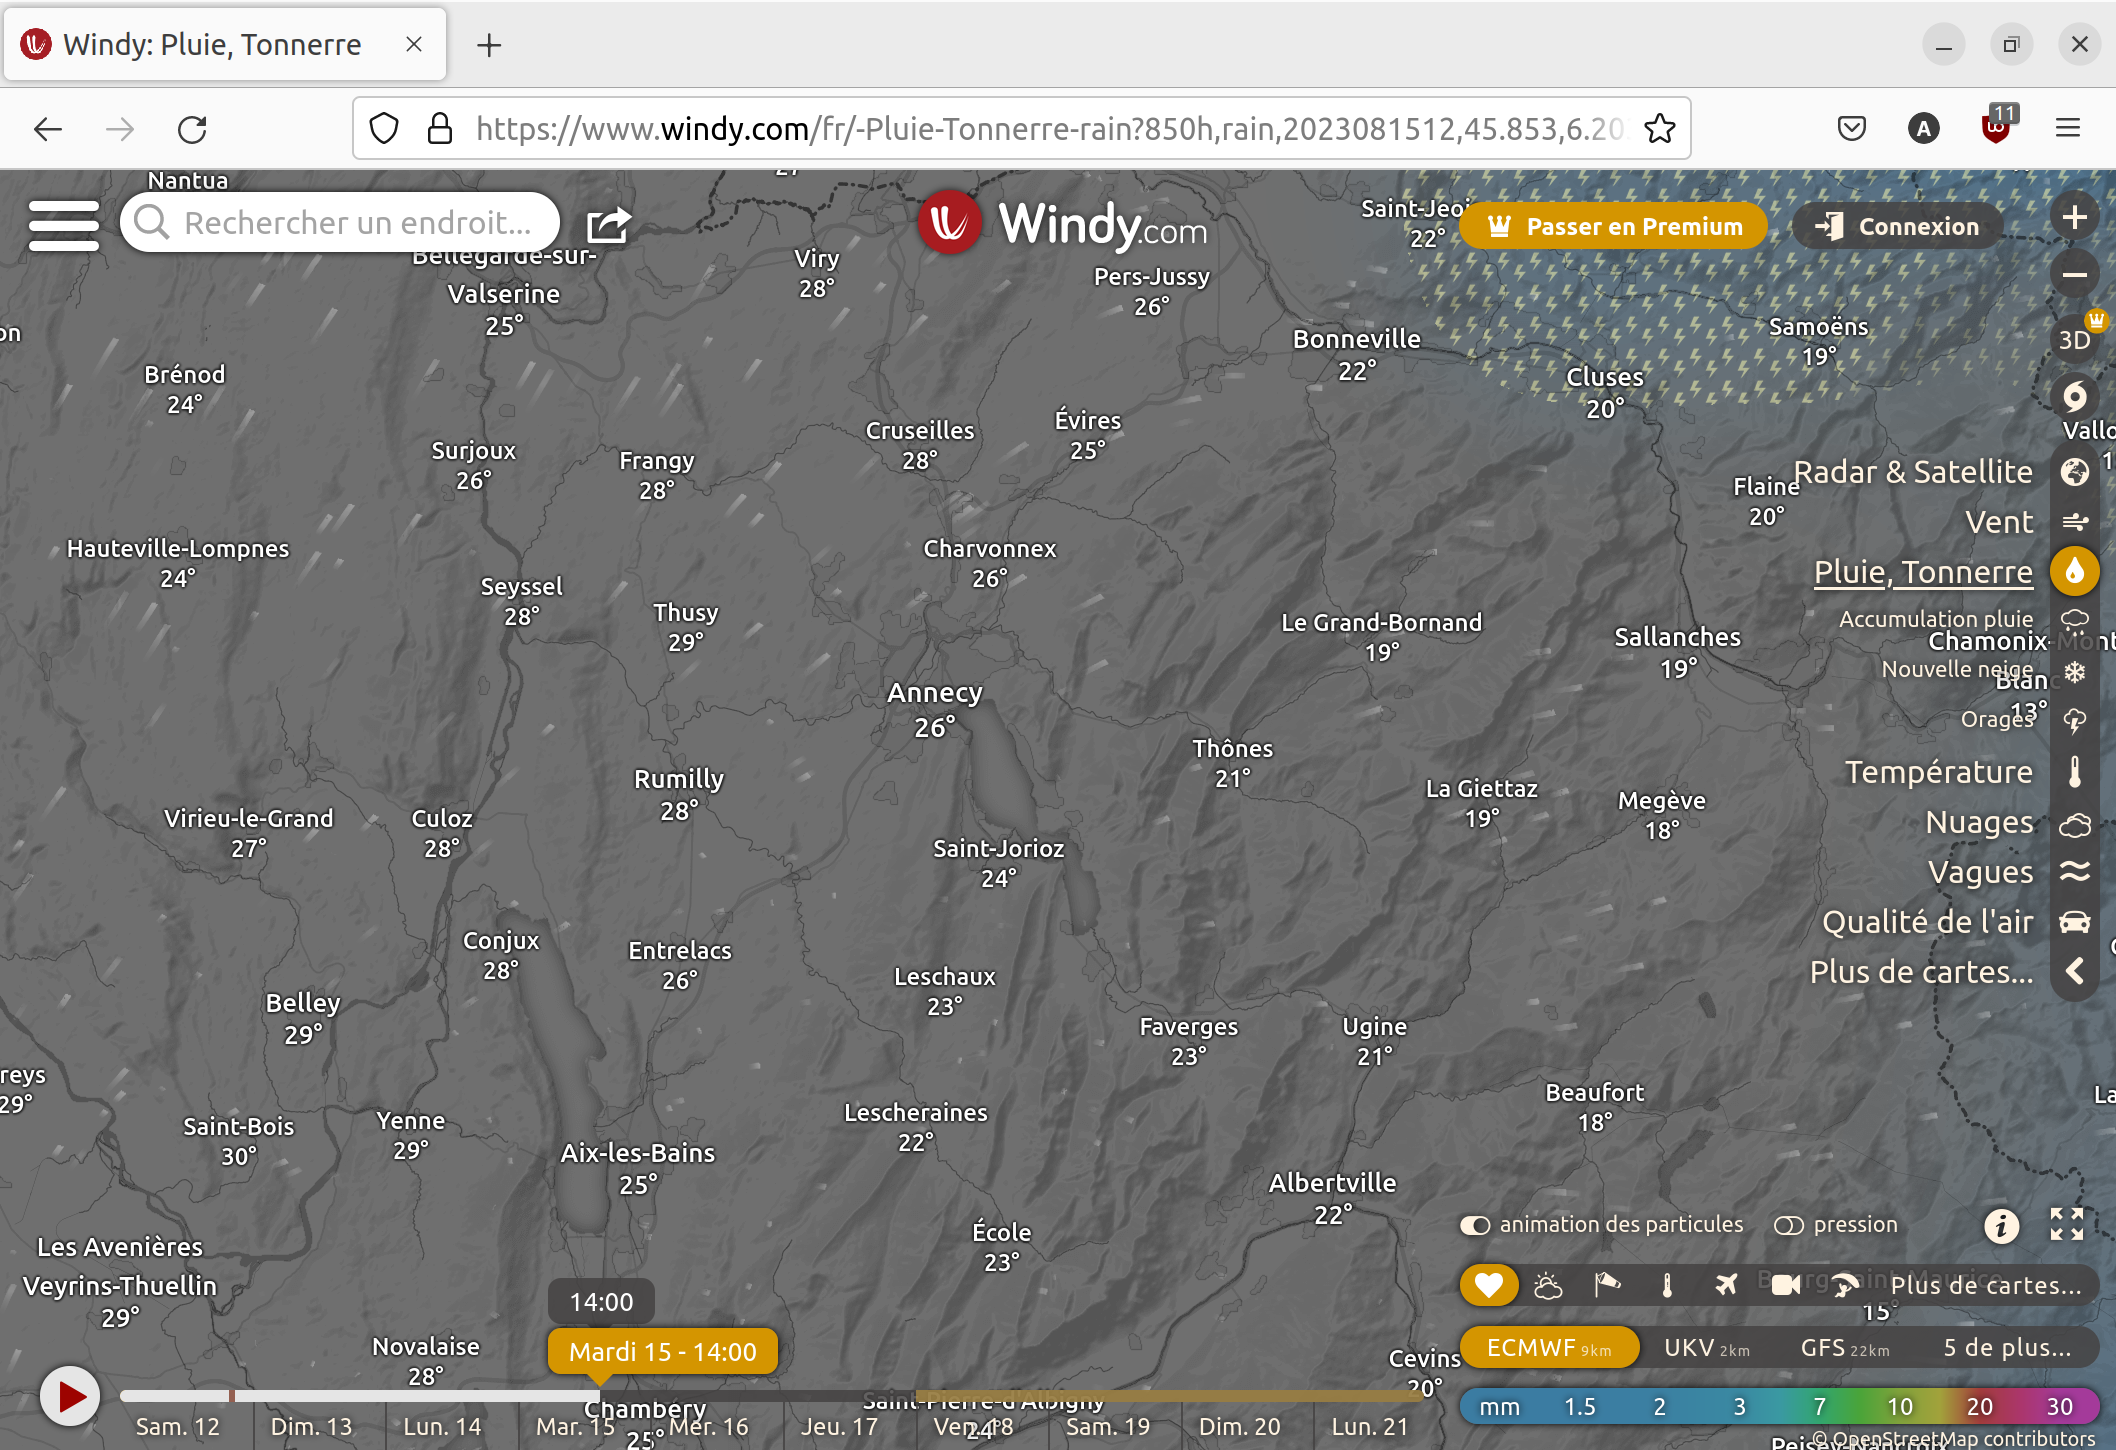 Windy: Pluie, Tonnerre
https://www.windy.com/fr/-Pluie-Tonnerre-rain?850h,rain,2023081512,45.853,6.20
A
11
Nantua
Rechercher un endroit...
Windy.com
Saint-Jeoi
22°
Passer en Premium
Connexion
Bellegarde-sur-
Valserine
25°
Viry
28°
Pers-Jussy
26°
Bonneville
22°
Samoëns
19°
3D
Brénod
24°
Cluses
20°
Surjoux
26°
Frangy
28°
Cruseilles
28°
Évires
25°
Vallo
Flaine
20°
Radar & Satellite
Vent
Pluie, Tonnerre
Accumulation pluie
Nouvelle neige
Orages
Température
Nuages
Vagues
Qualité de l'air
Plus de cartes...
Hauteville-Lompnes
24°
Seyssel
28°
Thusy
29°
Charvonnex
26°
Le Grand-Bornand
19°
Sallanches
19°
Chamonix-Mont
Blanc
13°
Annecy
26°
Thônes
21°
Rumilly
28°
La Giettaz
19°
Megève
18°
Virieu-le-Grand
27°
Culoz
28°
Saint-Jorioz
24°
Conjux
28°
Entrelacs
26°
Leschaux
23°
Belley
29°
Faverges
23°
Ugine
21°
reys
29°
Beaufort
18°
La
Saint-Bois
30°
Yenne
29°
Lescheraines
22°
Aix-les-Bains
25°
Albertville
22°
École
23°
Les Avenières
Veyrins-Thuellin
29°
animation des particules
pression
Bourg-Saint-Maurice
15°
Plus de cartes...
14:00
Mardi 15 - 14:00
Novalaise
28°
ECMWF 9km
UKV 2km
GFS 22km
5 de plus...
Cevins
20°
Saint-Pierre-d'Albigny
24°
Chambéry
25°
mm 1.5 2 3 7 10 20 30
Sam. 12 Dim. 13 Lun. 14 Mar. 15 Mer. 16 Jeu. 17 Ven. 18 Sam. 19 Dim. 20 Lun. 21
© OpenStreetMap contributors